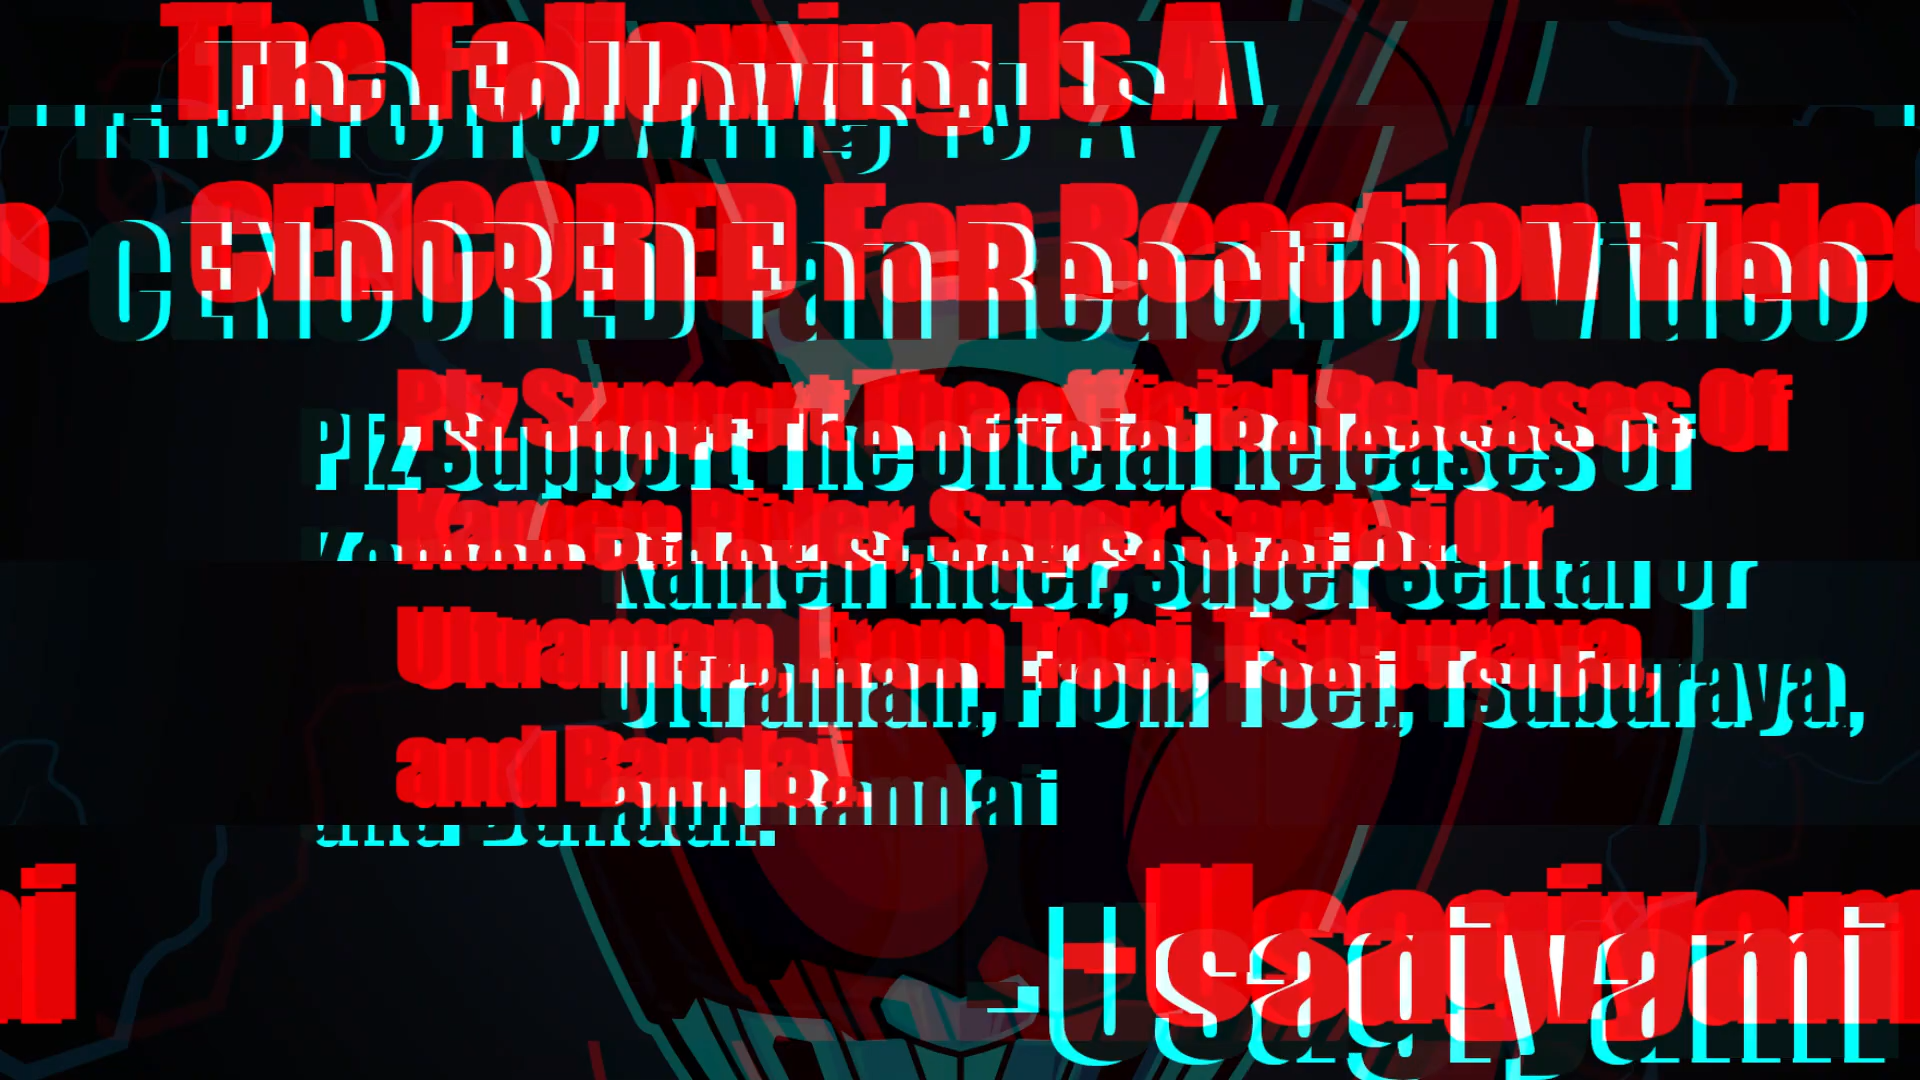 The Following Is A
CENCORED Fan Reaction Video
Plz Support The official Releases Of
Kamen Rider, Super Sentai Or
Ultraman, From Toei, Tsuburaya,
and Bandai.
-Usagiyami